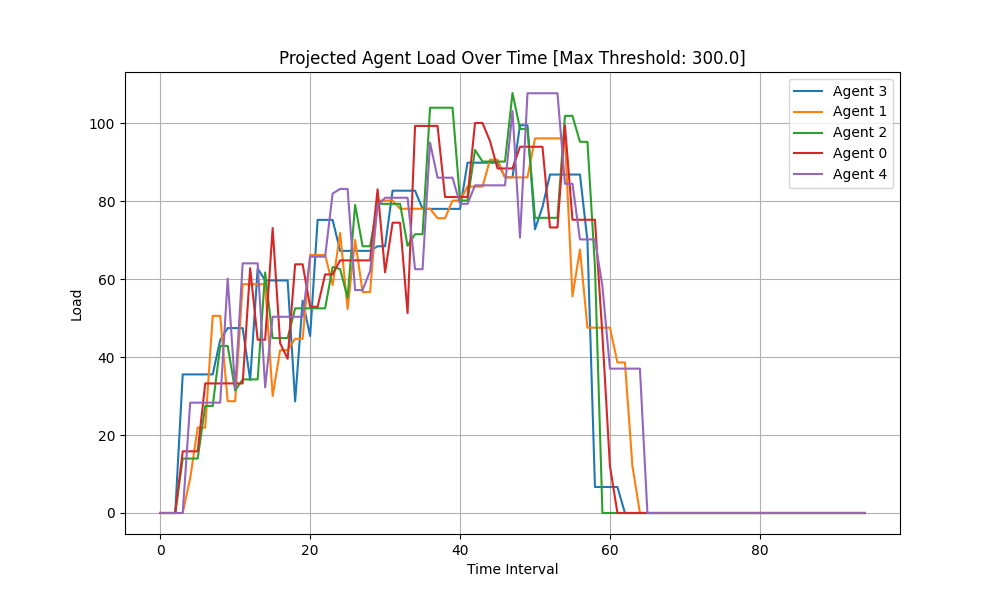 Projected Agent Load Over Time [Max Threshold: 300.0]
Agent 3
Agent 1
Agent 2
Agent 0
Agent 4
Load
100
80
60
40
20
0
0 20 40 60 80
Time Interval